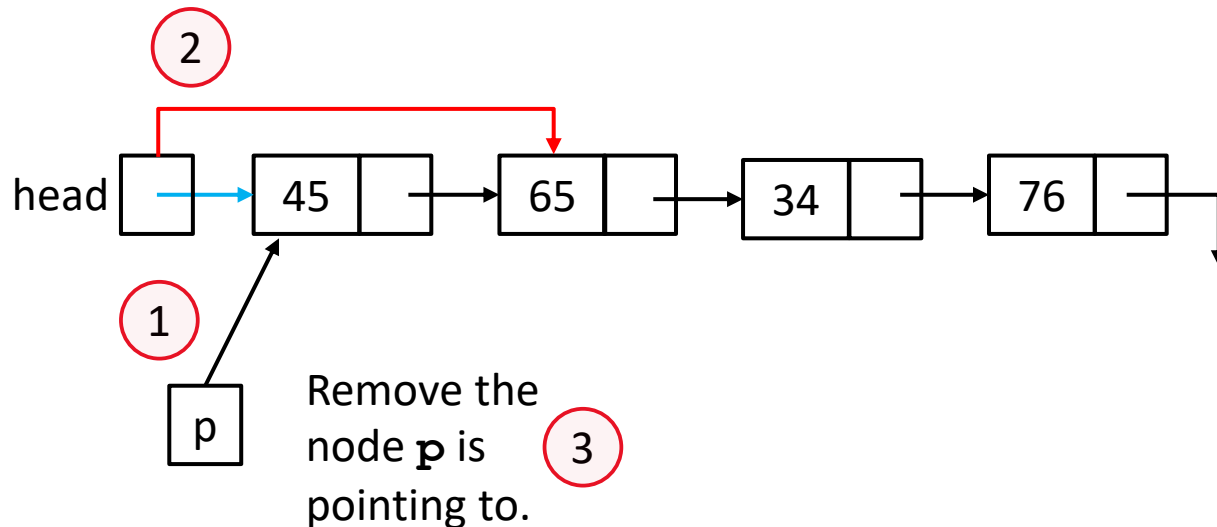 2
head
45
65
34
76
1
p
Remove the
node p is
pointing to.
3